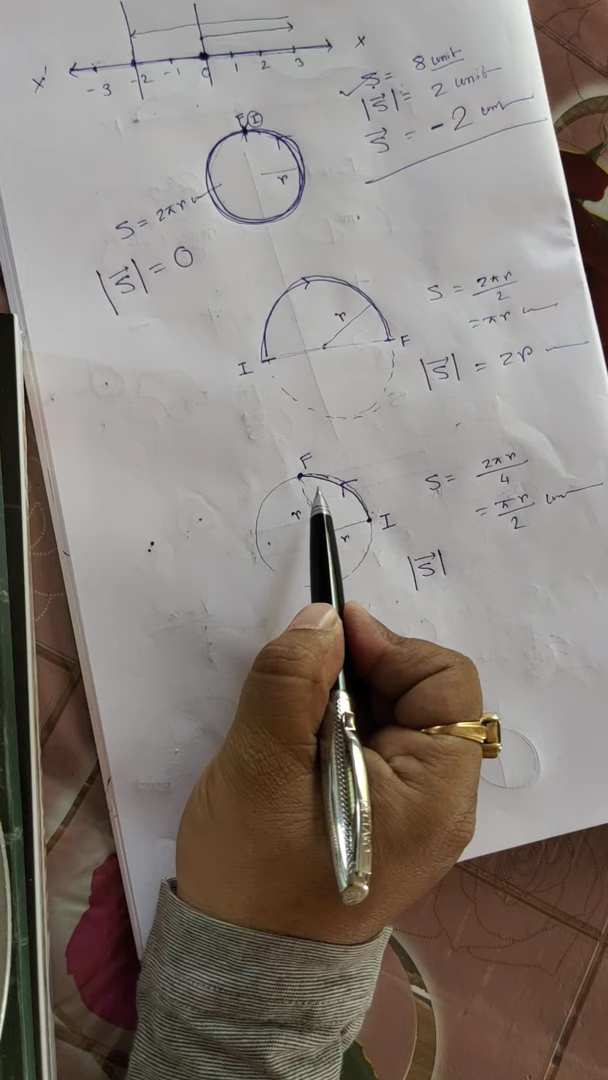 X' -3 -2 -1 0 1 2 3 X
S = 8 unit
|S⃗| = 2 unit
S⃗ = -2 unit
F I
r
S = 2πr
|S⃗| = 0
r
I F
S = 2πr/2
= πr
|S⃗| = 2r
F
r r I
S = 2πr/4
= πr/2
|S⃗|